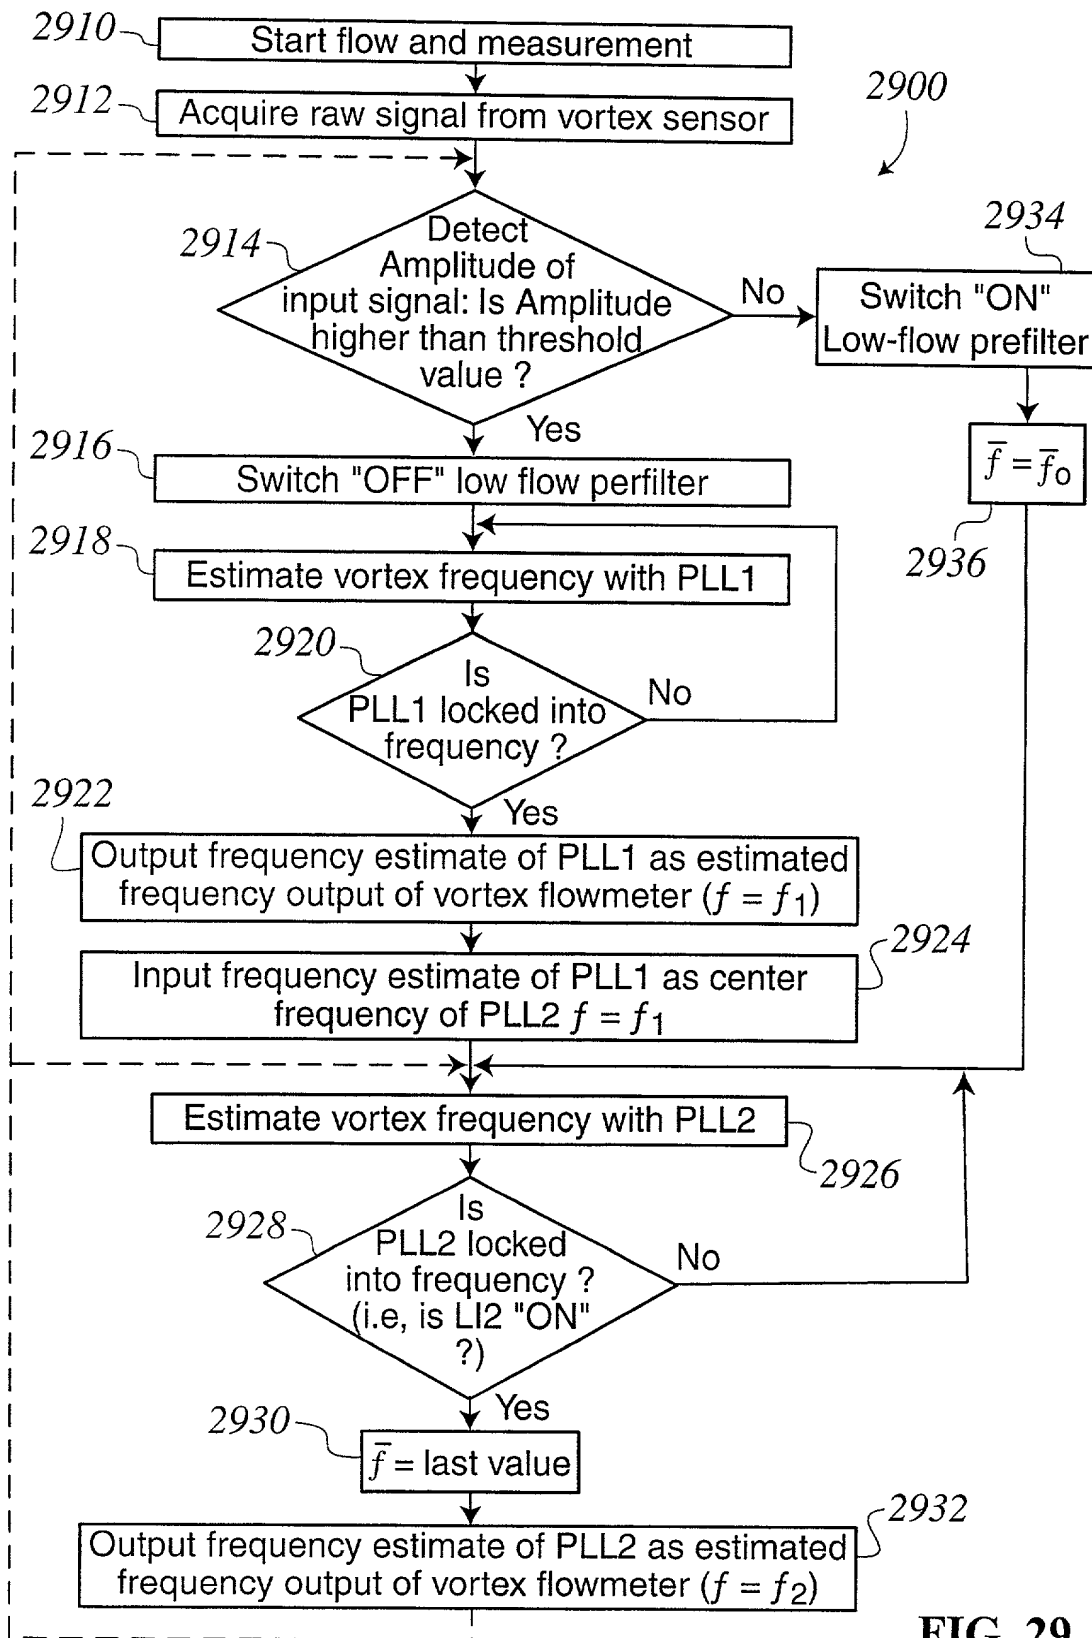 2910
Start flow and measurement
2912
Acquire raw signal from vortex sensor
2900
2914
Detect
Amplitude of
input signal: Is Amplitude
higher than threshold
value ?
No
2934
Switch "ON"
Low-flow prefilter
Yes
2916
Switch "OFF" low flow perfilter
f̅ = f̅0
2936
2918
Estimate vortex frequency with PLL1
2920
Is
PLL1 locked into
frequency ?
No
Yes
2922
Output frequency estimate of PLL1 as estimated
frequency output of vortex flowmeter (f = f1)
2924
Input frequency estimate of PLL1 as center
frequency of PLL2 f = f1
Estimate vortex frequency with PLL2
2926
2928
Is
PLL2 locked
into frequency ?
(i.e, is LI2 "ON"
?)
No
Yes
2930
f̅ = last value
2932
Output frequency estimate of PLL2 as estimated
frequency output of vortex flowmeter (f = f2)
FIG. 29